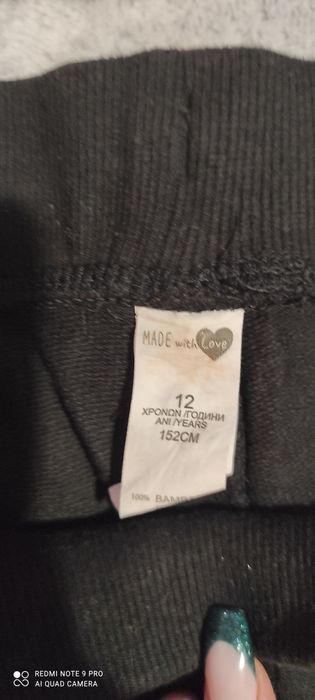 MADE with Love
12
ΧΡΟΝΩΝ /ГОДИНИ
ANI /YEARS
152CM
100%
REDMI NOTE 9 PRO
AI QUAD CAMERA